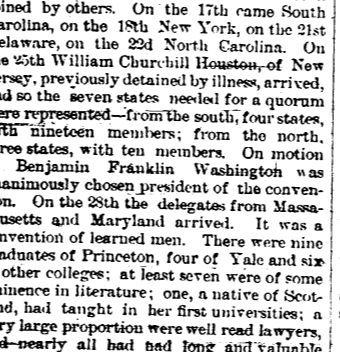 ined by others. On the 17th came South
arolina, on the 18th New York, on the 21st
elaware, on the 22d North Carolina. On
e 25th William Churchill Houston, of New
ersey, previously detained by illness, arrived,
nd so the seven states needed for a quorum
ere represented—from the south, four states,
ith nineteen members; from the north,
ree states, with ten members. On motion
Benjamin Franklin Washington was
nanimously chosen president of the conven-
on. On the 28th the delegates from Massa-
usetts and Maryland arrived. It was a
nvention of learned men. There were nine
aduates of Princeton, four of Yale and six
other colleges; at least seven were of some
minence in literature; one, a native of Scot-
nd, had taught in her first universities; a
ry large proportion were well read lawyers,
d nearly all had had long and valuable